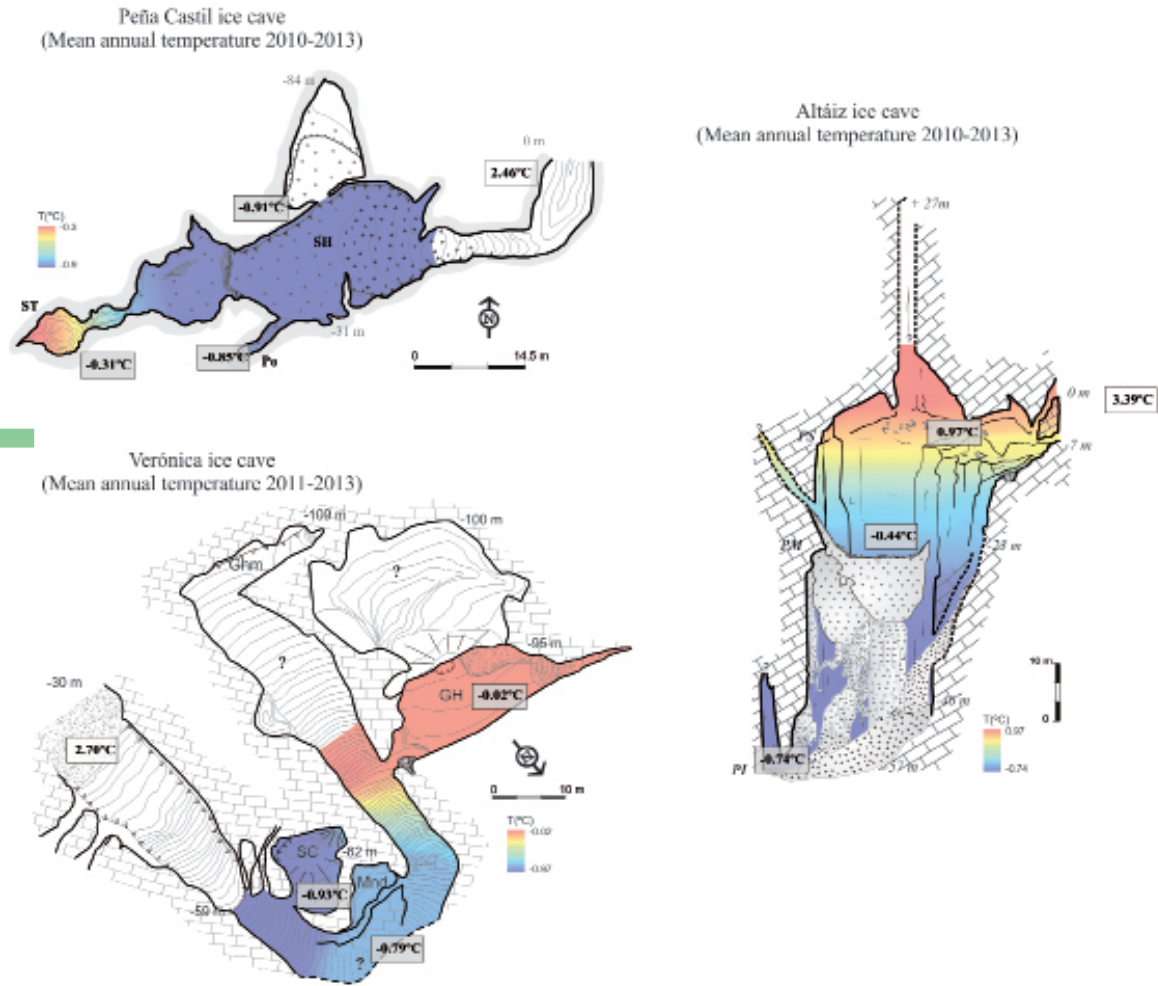 Peña Castil ice cave
(Mean annual temperature 2010-2013)
-84 m
0 m
2.46°C
-0.91°C
T(°C)
-0.3
-0.9
SH
ST
-31 m
N
-0.31°C
-0.85°C
Po
0
14.5 m
Altáiz ice cave
(Mean annual temperature 2010-2013)
+ 27m
0 m
3.39°C
0.97°C
-7 m
PS
-0.44°C
PM
-23 m
10 m
0
T(°C)
0.97
-0.74
-0.74°C
PI
Verónica ice cave
(Mean annual temperature 2011-2013)
-109 m
-100 m
Ghm
?
?
-95 m
-30 m
GH
-0.02°C
2.70°C
0
10 m
T(°C)
-0.02
-0.97
SC
-82 m
Mnd
-0.93°C
-59 m
-0.79°C
?